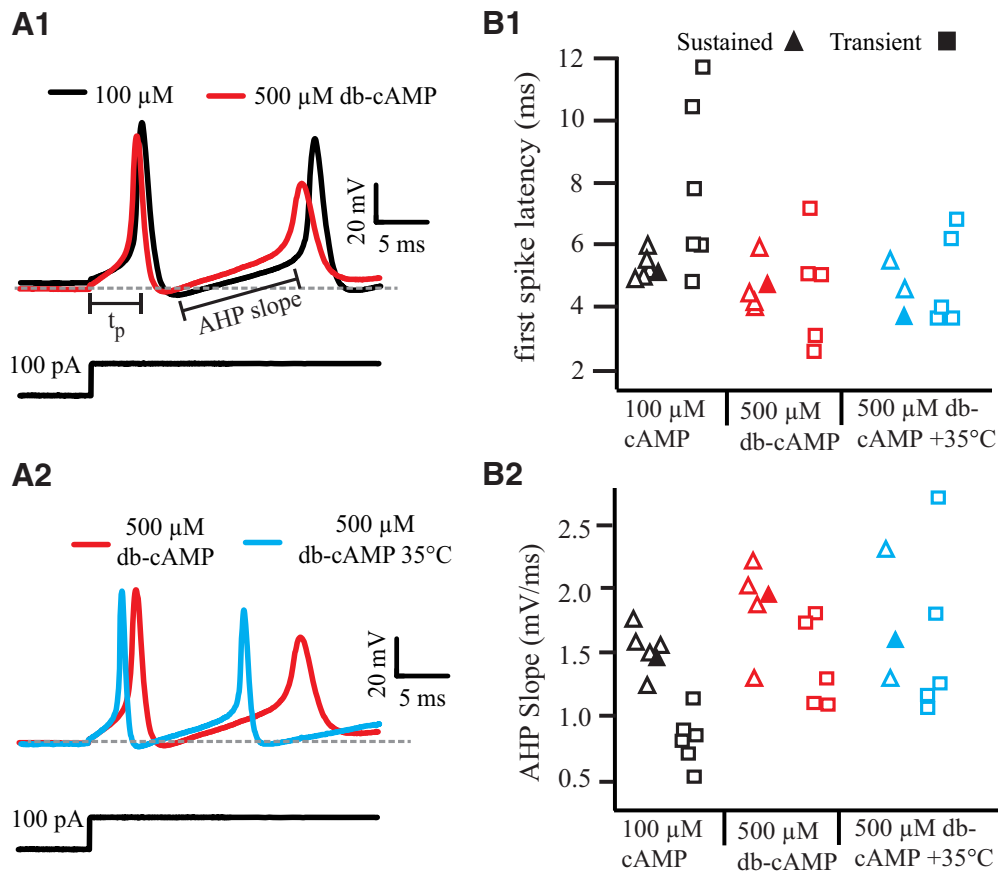 A1
100 µM
500 µM db-cAMP
20 mV
5 ms
tp
AHP slope
100 pA
B1
Sustained
Transient
first spike latency (ms)
12
10
8
6
4
2
100 µM
cAMP
500 µM
db-cAMP
500 µM db-
cAMP +35°C
A2
500 µM
db-cAMP
500 µM
db-cAMP 35°C
20 mV
5 ms
100 pA
B2
AHP Slope (mV/ms)
2.5
2.0
1.5
1.0
0.5
100 µM
cAMP
500 µM
db-cAMP
500 µM db-
cAMP +35°C